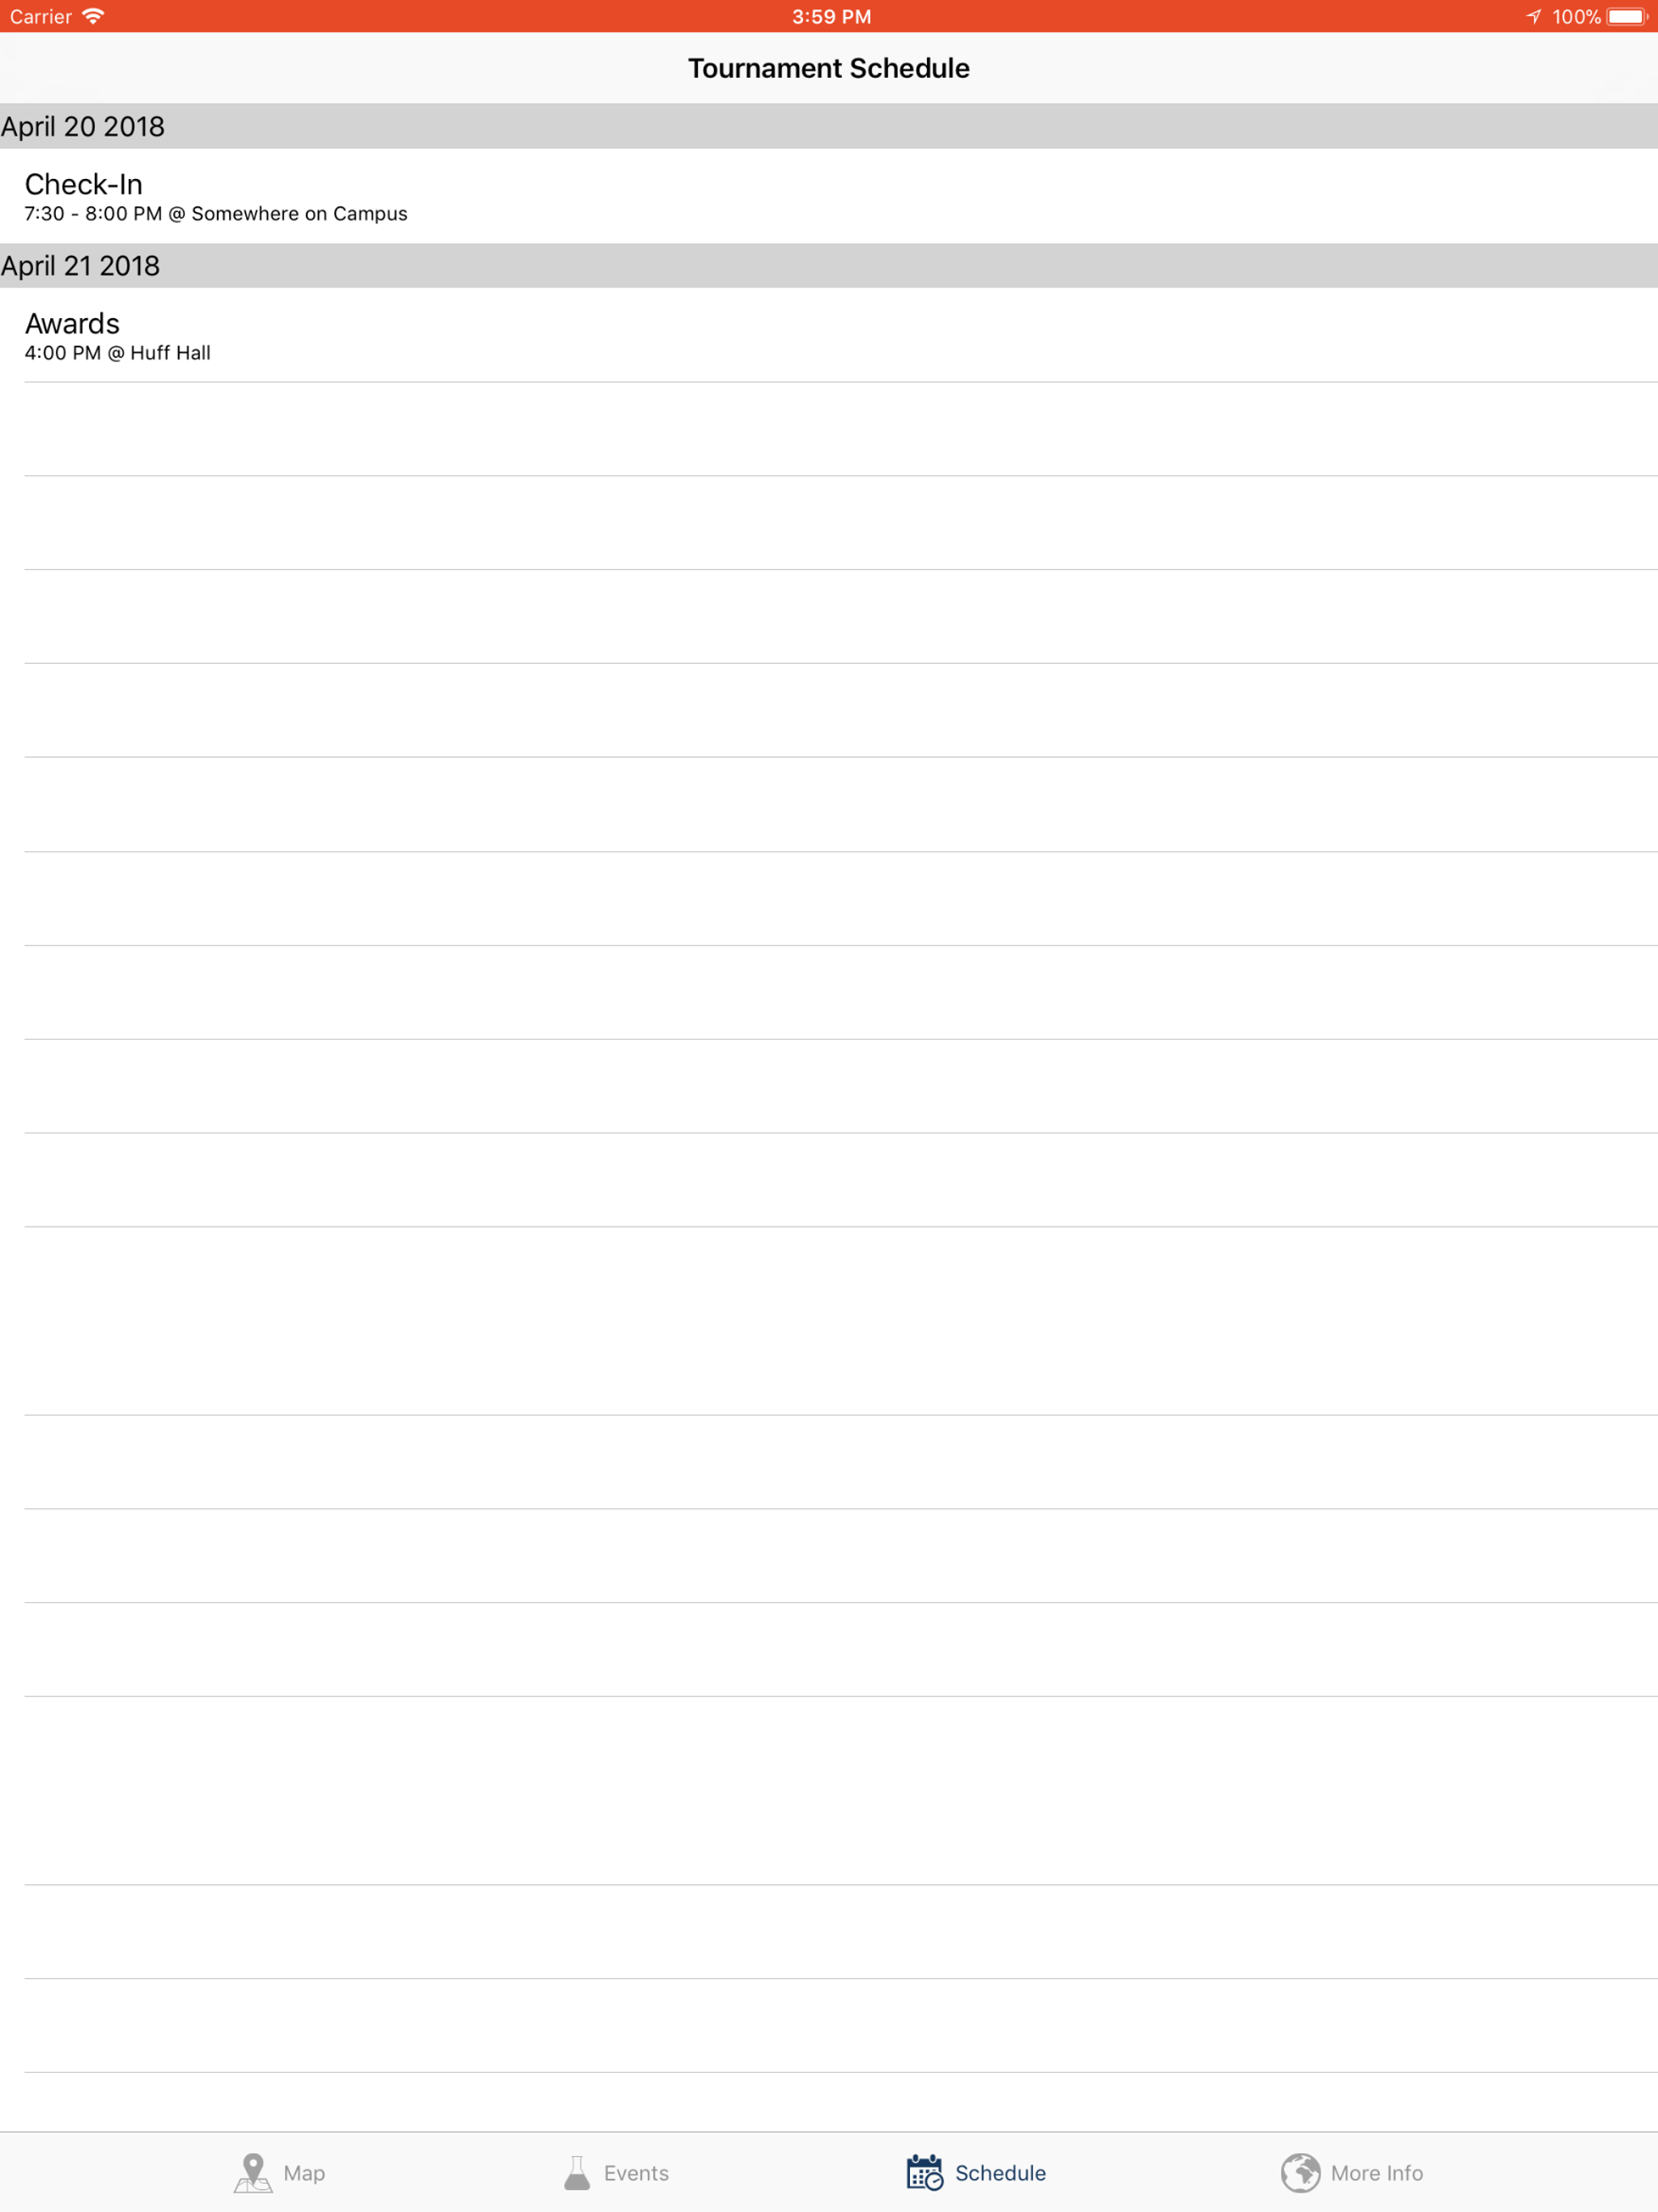 Carrier 3:59 PM 100%
Tournament Schedule
April 20 2018
Check-In
7:30 - 8:00 PM @ Somewhere on Campus
April 21 2018
Awards
4:00 PM @ Huff Hall
Map Events Schedule More Info